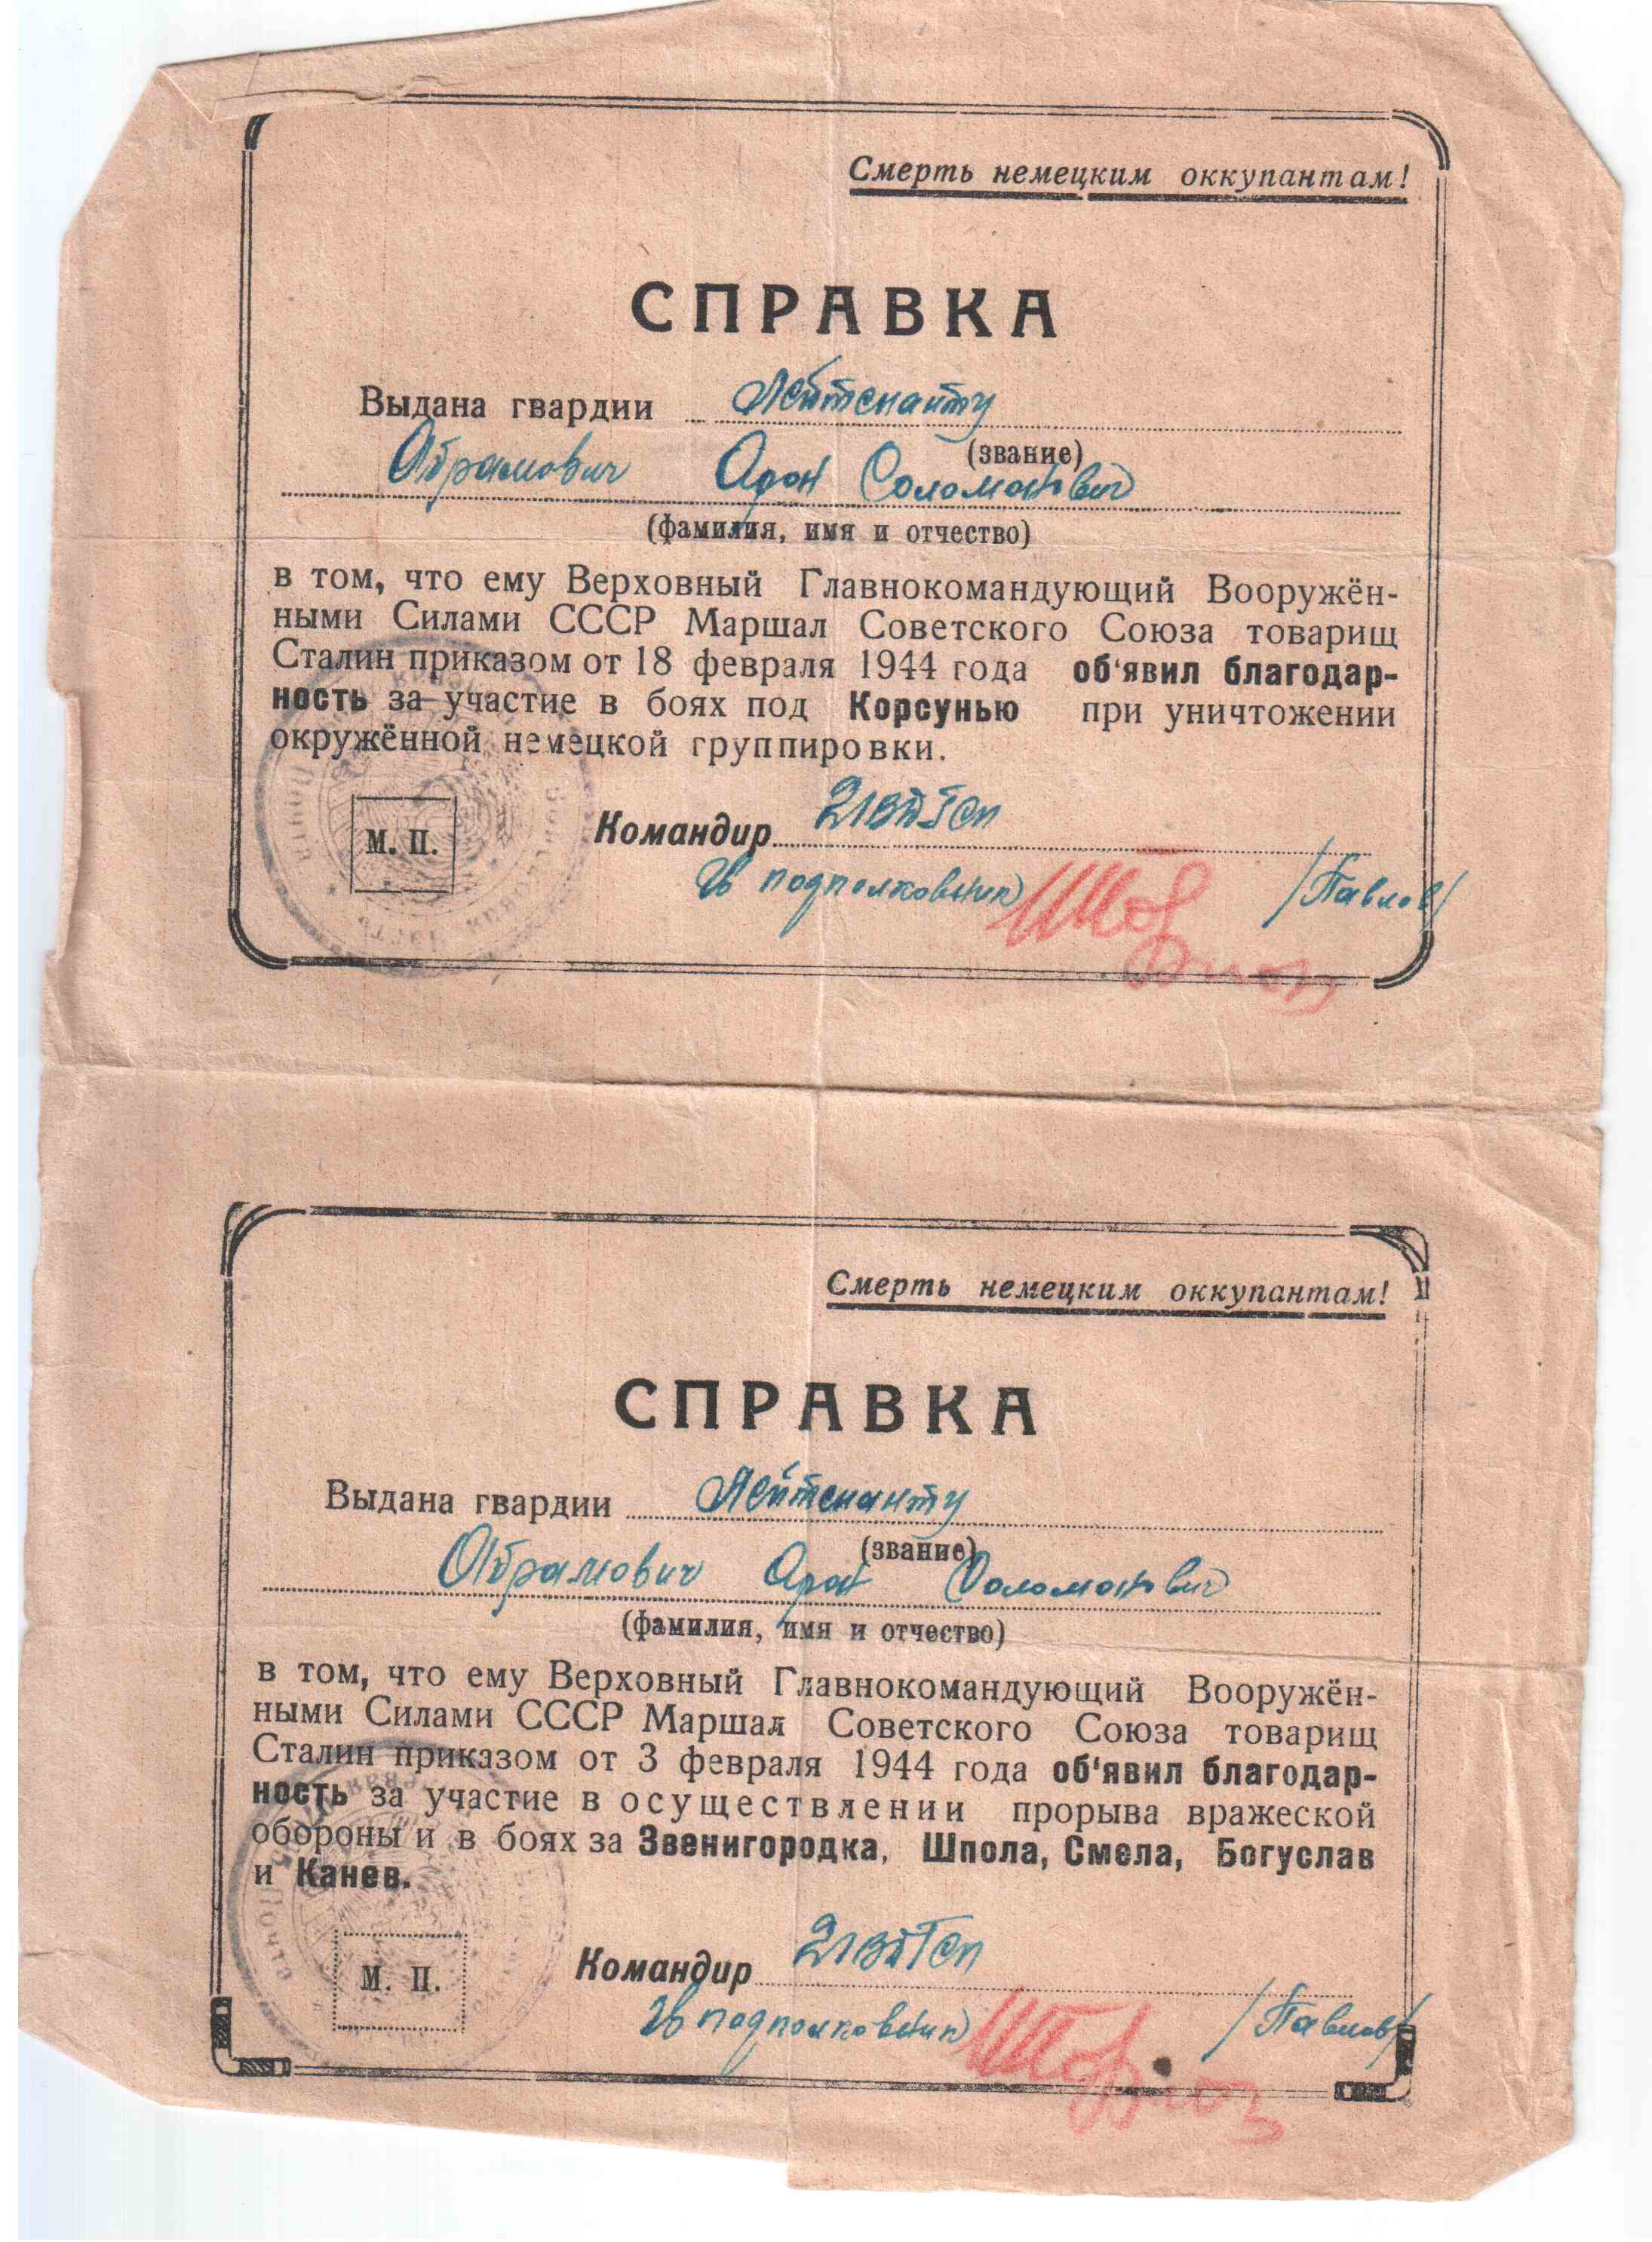 Смерть немецким оккупантам!
СПРАВКА
Выдана гвардии Лейтенанту
(звание)
Абрамович Арон Соломонович
(фамилия, имя и отчество)
в том, что ему Верховный Главнокомандующий Вооружён-
ными Силами СССР Маршал Советского Союза товарищ
Сталин приказом от 18 февраля 1944 года об‘явил благодар-
ность за участие в боях под Корсунью при уничтожении
окружённой немецкой группировки.
М. П.
Командир
Гв подполковник /Павлов/
Смерть немецким оккупантам!
СПРАВКА
Выдана гвардии Лейтенанту
(звание)
Абрамович Арон Соломонович
(фамилия, имя и отчество)
в том, что ему Верховный Главнокомандующий Вооружён-
ными Силами СССР Маршал Советского Союза товарищ
Сталин приказом от 3 февраля 1944 года об‘явил благодар-
ность за участие в осуществлении прорыва вражеской
обороны и в боях за Звенигородка, Шпола, Смела, Богуслав
и Канев.
М. П.
Командир
Гв подполковник /Павлов/